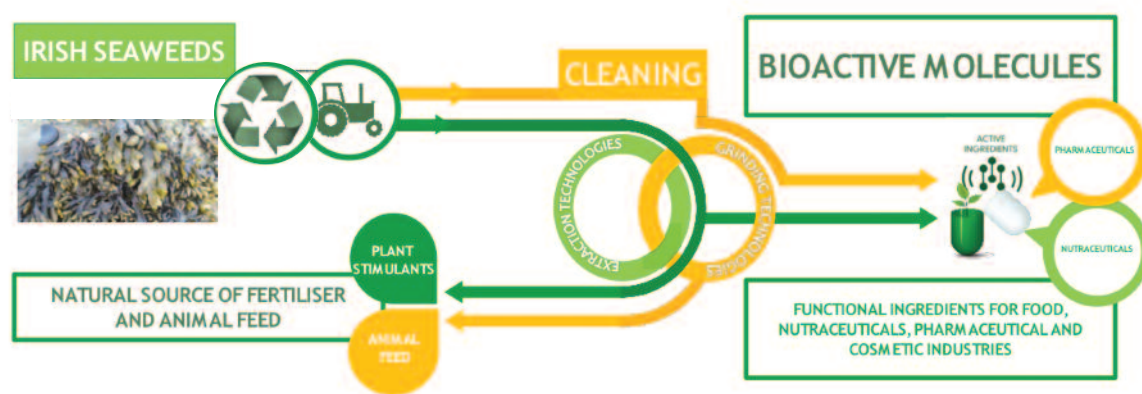 IRISH SEAWEEDS
CLEANING
BIOACTIVE MOLECULES
ACTIVE
INGREDIENTS
PHARMACEUTICALS
NUTRACEUTICALS
EXTRACTION TECHNOLOGIES
GRINDING TECHNOLOGIES
PLANT
STIMULANTS
NATURAL SOURCE OF FERTILISER
AND ANIMAL FEED
ANIMAL
FEED
FUNCTIONAL INGREDIENTS FOR FOOD,
NUTRACEUTICALS, PHARMACEUTICAL AND
COSMETIC INDUSTRIES